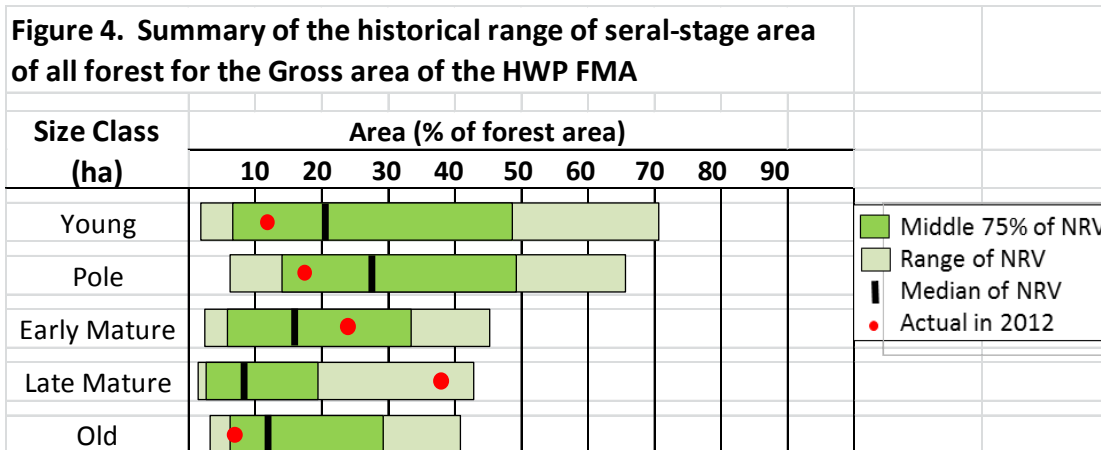 Figure 4. Summary of the historical range of seral-stage area
of all forest for the Gross area of the HWP FMA
Size Class
(ha)
Area (% of forest area)
10 20 30 40 50 60 70 80 90
Young
Pole
Early Mature
Late Mature
Old
Middle 75% of NRV
Range of NRV
Median of NRV
Actual in 2012